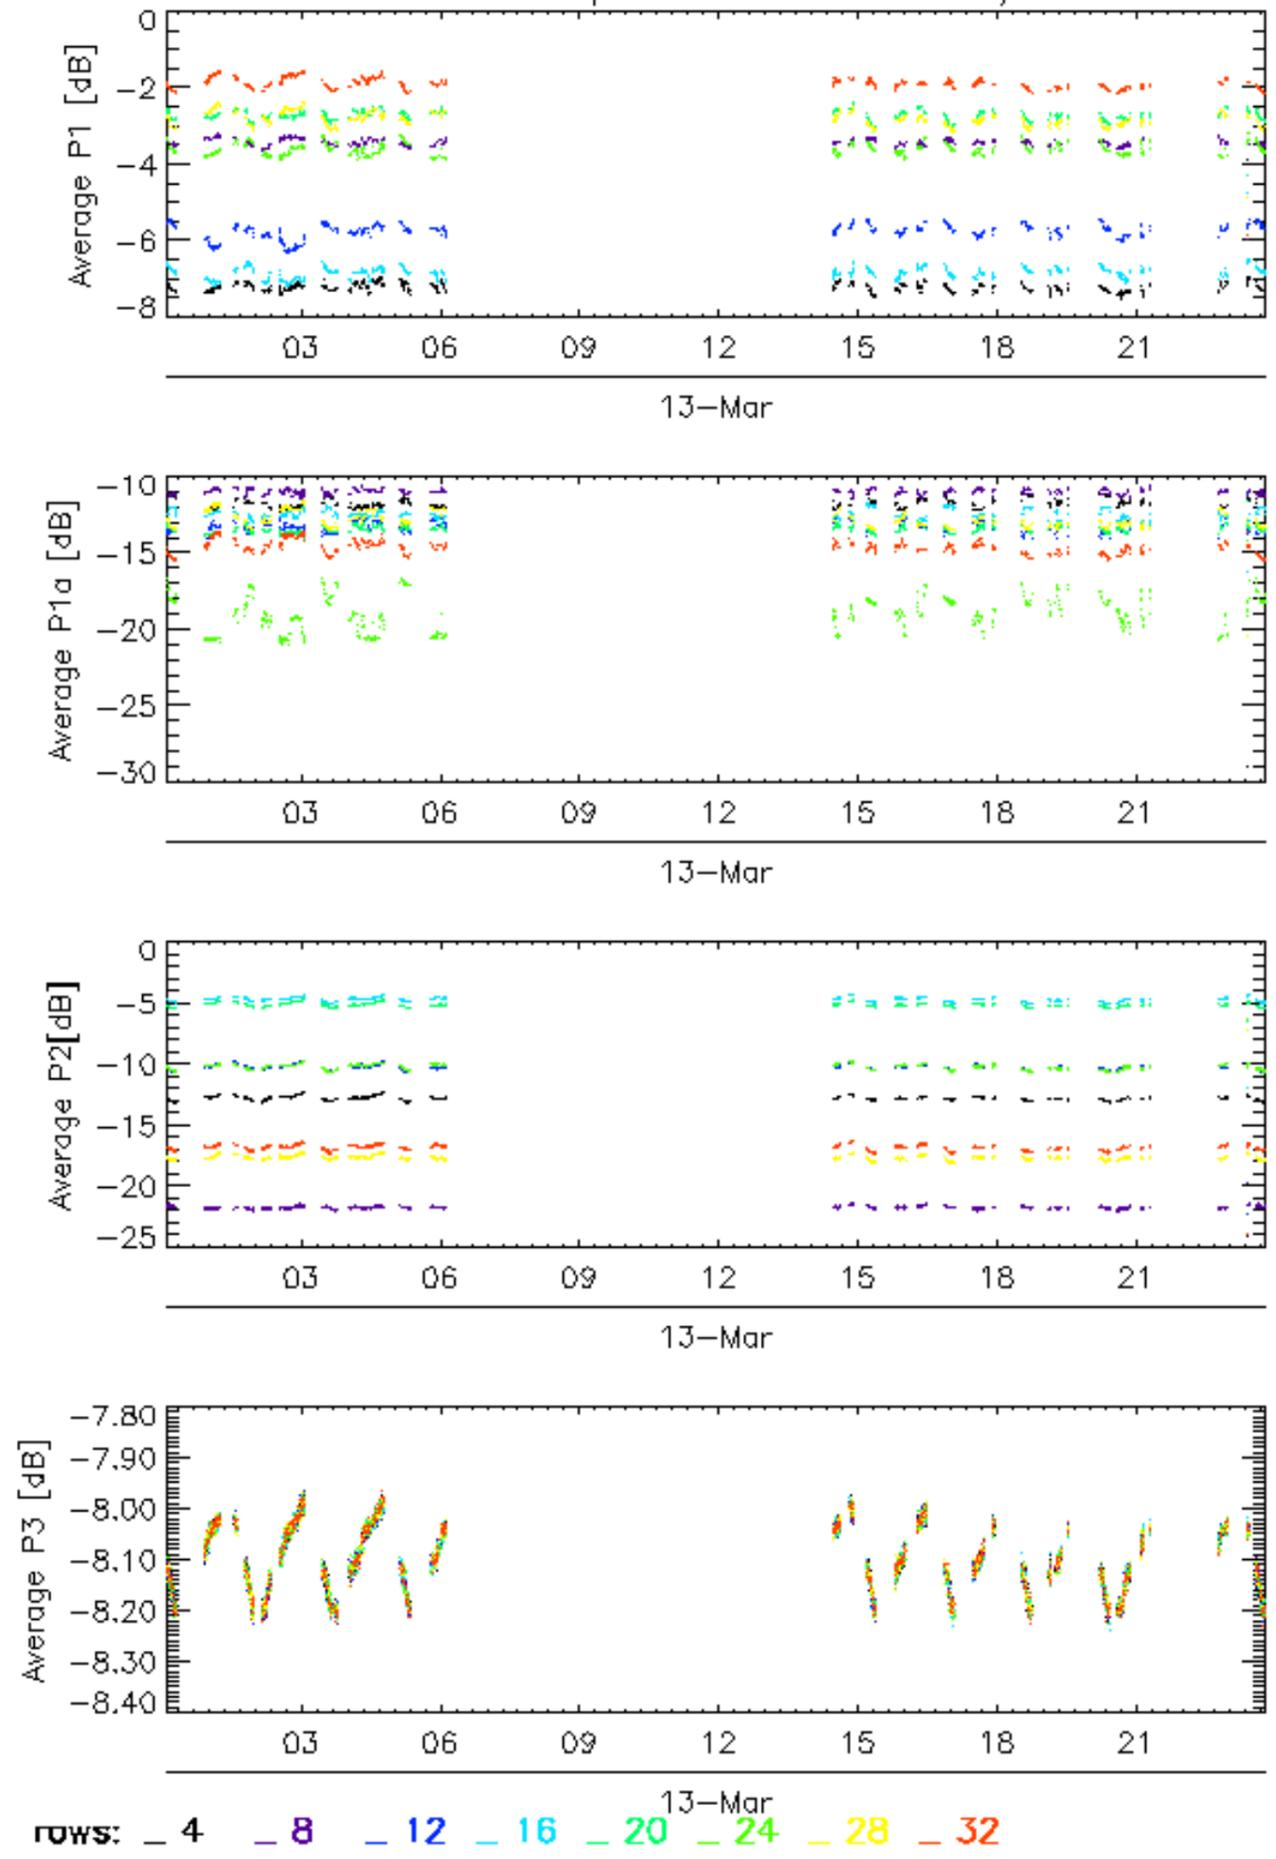 0
−2
−4
−6
−8
Average P1 [dB]
03 06 09 12 15 18 21
13−Mar
−10
−15
−20
−25
−30
Average P1a [dB]
03 06 09 12 15 18 21
13−Mar
0
−5
−10
−15
−20
−25
Average P2[dB]
03 06 09 12 15 18 21
13−Mar
−7.80
−7.90
−8.00
−8.10
−8.20
−8.30
−8.40
Average P3 [dB]
03 06 09 12 15 18 21
13−Mar
rows: _ 4 _ 8 _ 12 _ 16 _ 20 _ 24 _ 28 _ 32